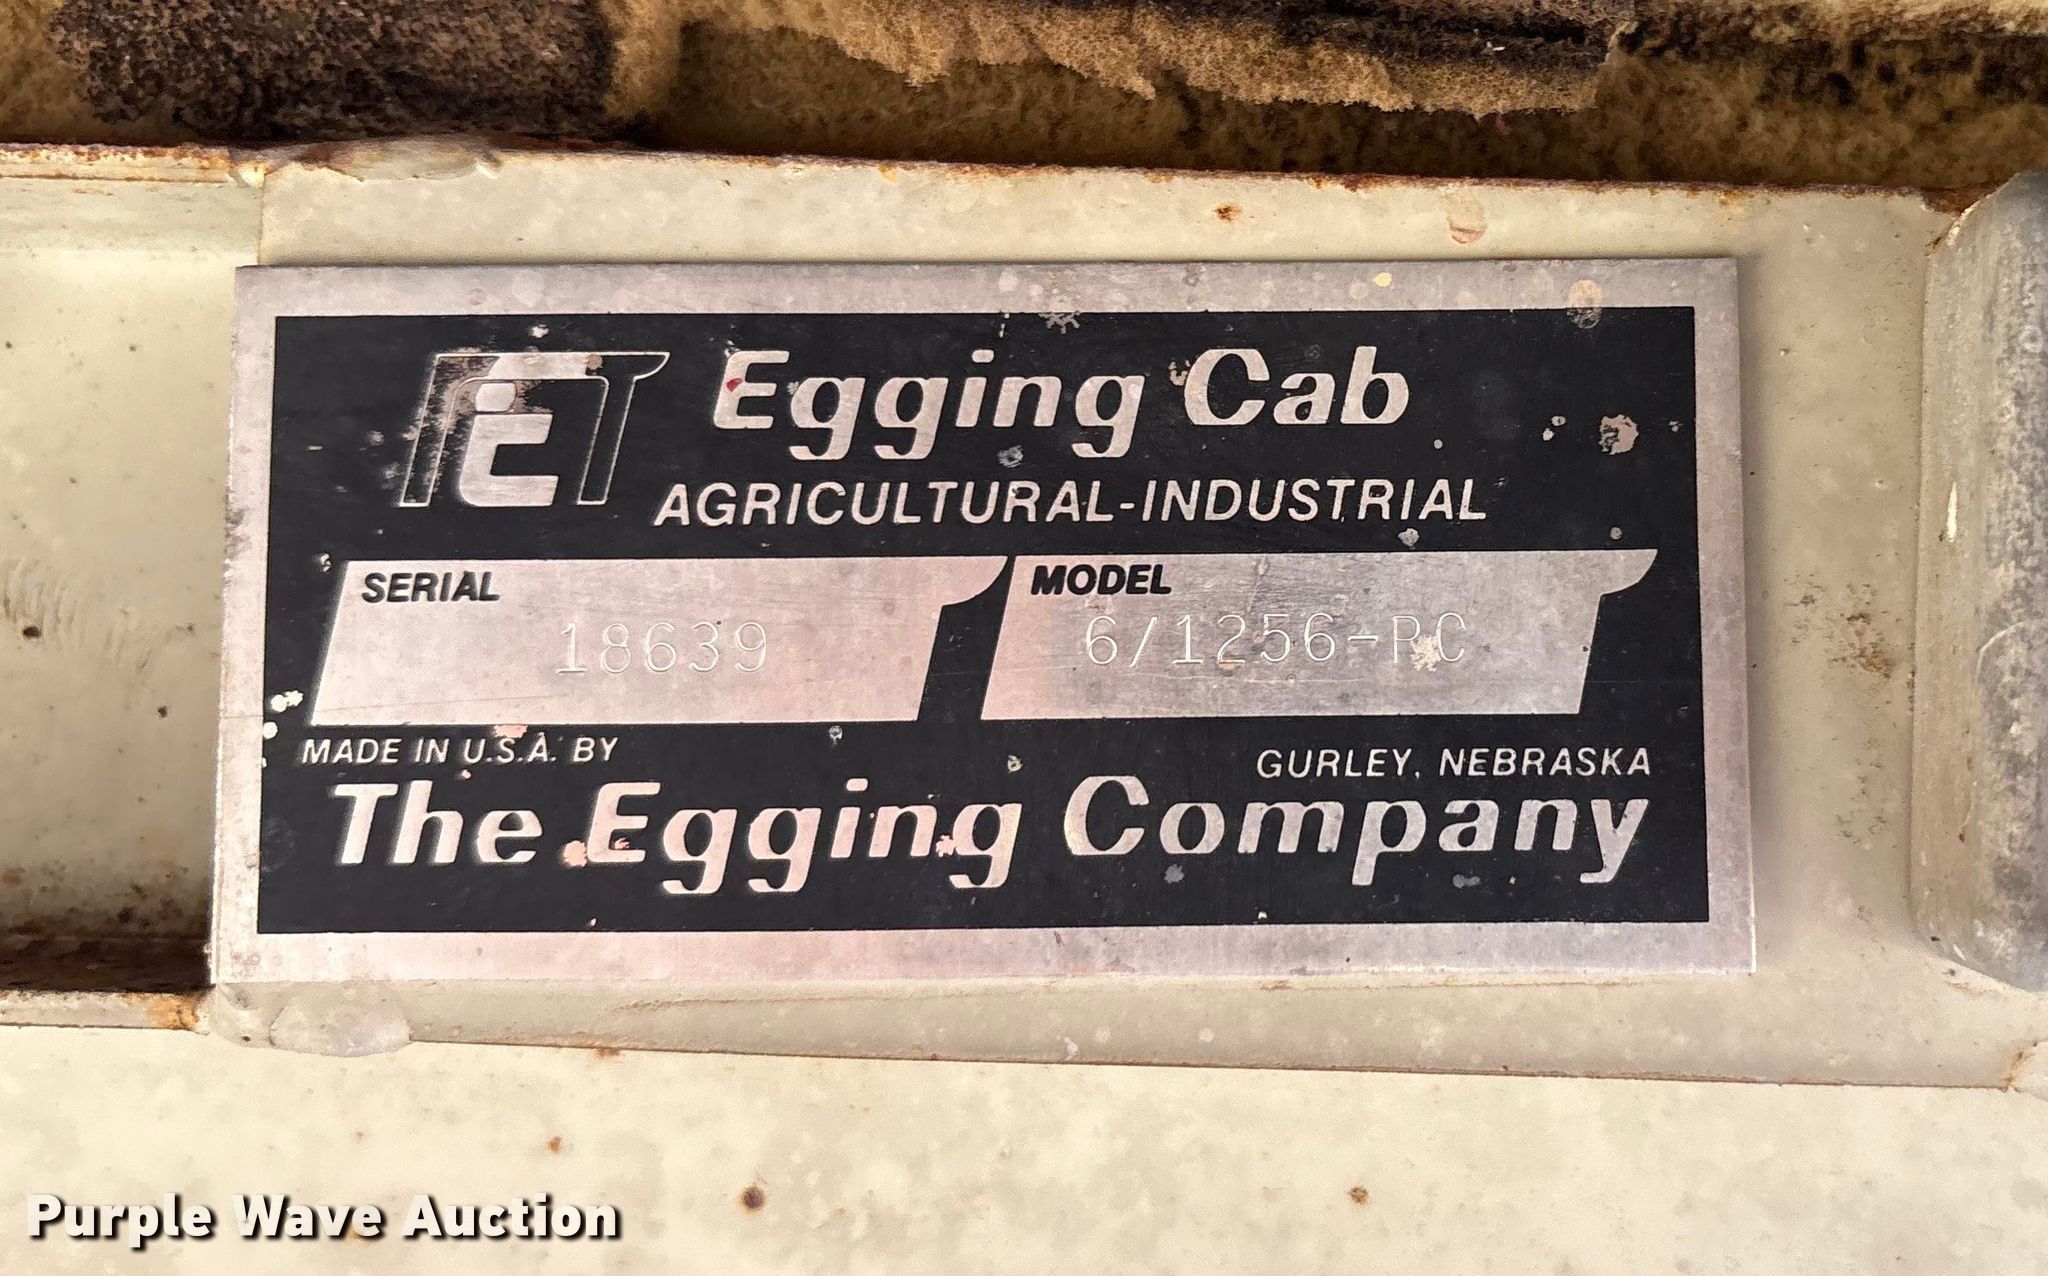 Egging Cab
AGRICULTURAL-INDUSTRIAL
SERIAL
18639
MODEL
6/1256-RC
MADE IN U.S.A. BY
GURLEY, NEBRASKA
The Egging Company
Purple Wave Auction